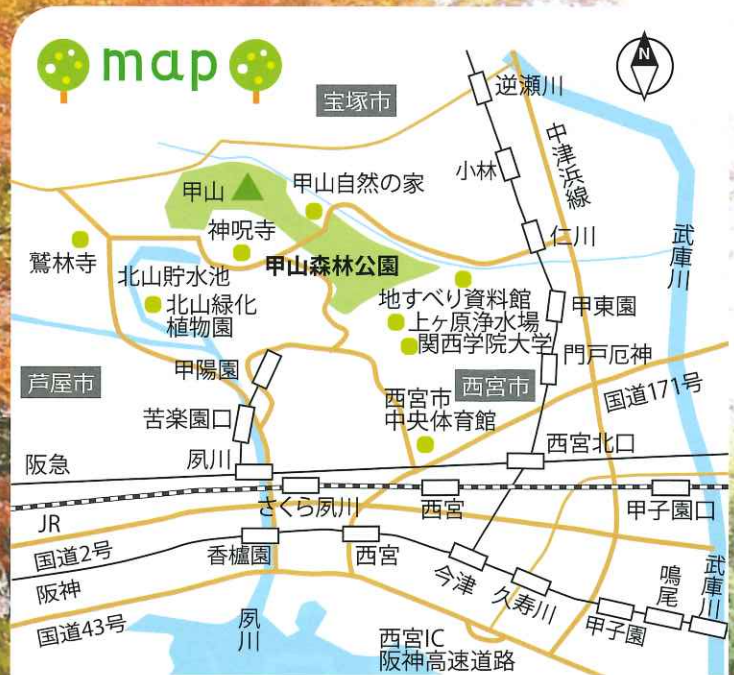 map
N
宝塚市
逆瀬川
中津浜線
小林
甲山
甲山自然の家
神呪寺
仁川
武庫川
鷲林寺
甲山森林公園
北山貯水池
北山緑化
植物園
地すべり資料館
上ヶ原浄水場
関西学院大学
甲東園
門戸厄神
甲陽園
芦屋市
西宮市
国道171号
西宮市
中央体育館
苦楽園口
西宮北口
阪急
夙川
さくら夙川
西宮
甲子園口
JR
国道2号
香櫨園
西宮
今津
久寿川
鳴尾
武庫川
阪神
甲子園
国道43号
夙川
西宮IC
阪神高速道路